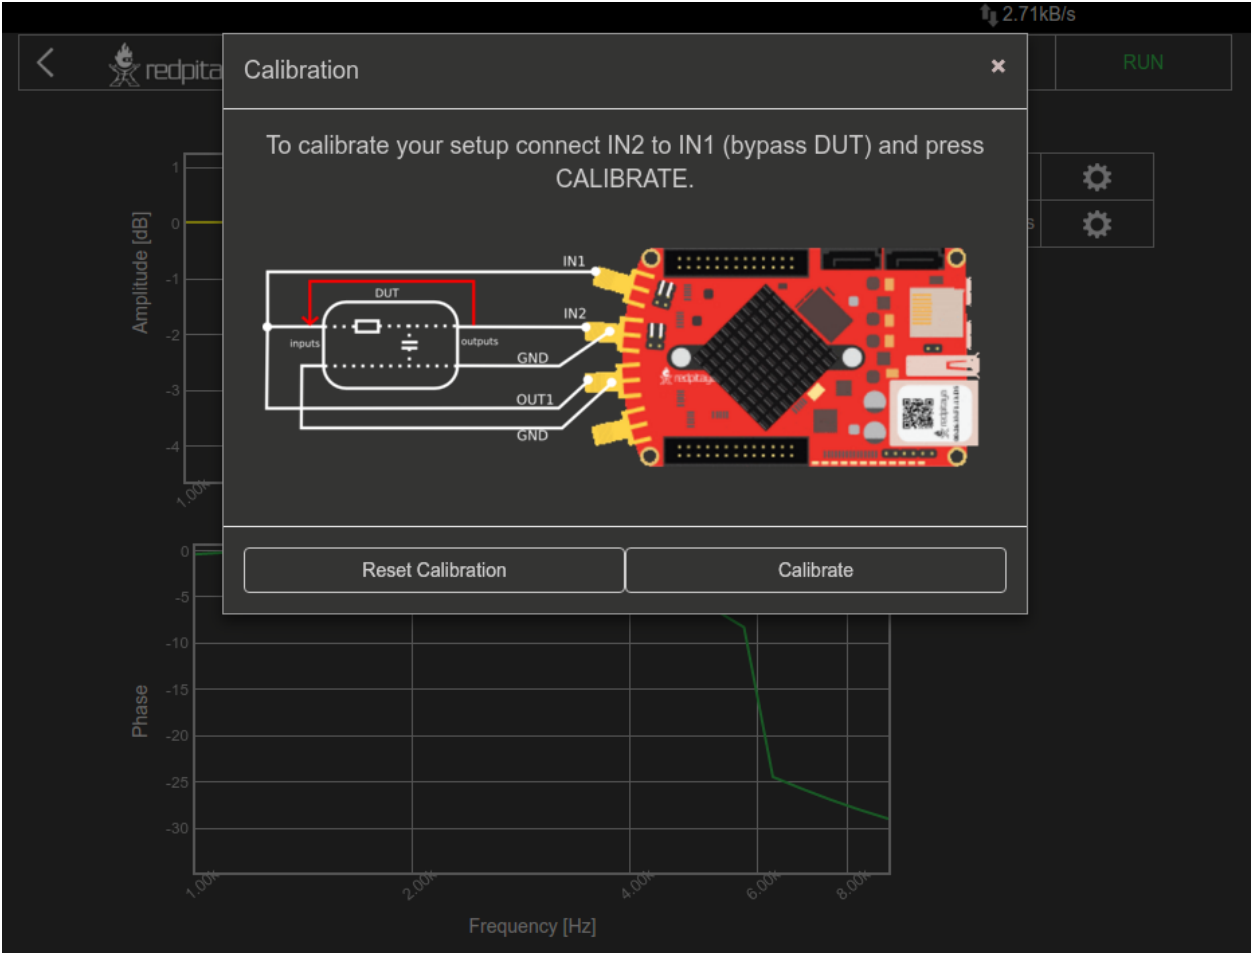 2.71kB/s
redpita
RUN
Calibration
×
To calibrate your setup connect IN2 to IN1 (bypass DUT) and press
CALIBRATE.
IN1
DUT
IN2
inputs
outputs
GND
OUT1
GND
redpitaya
Reset Calibration
Calibrate
s
Amplitude [dB]
1
0
-1
-2
-3
-4
1.00k
Phase
0
-5
-10
-15
-20
-25
-30
1.00k
2.00k
4.00k
6.00k
8.00k
Frequency [Hz]